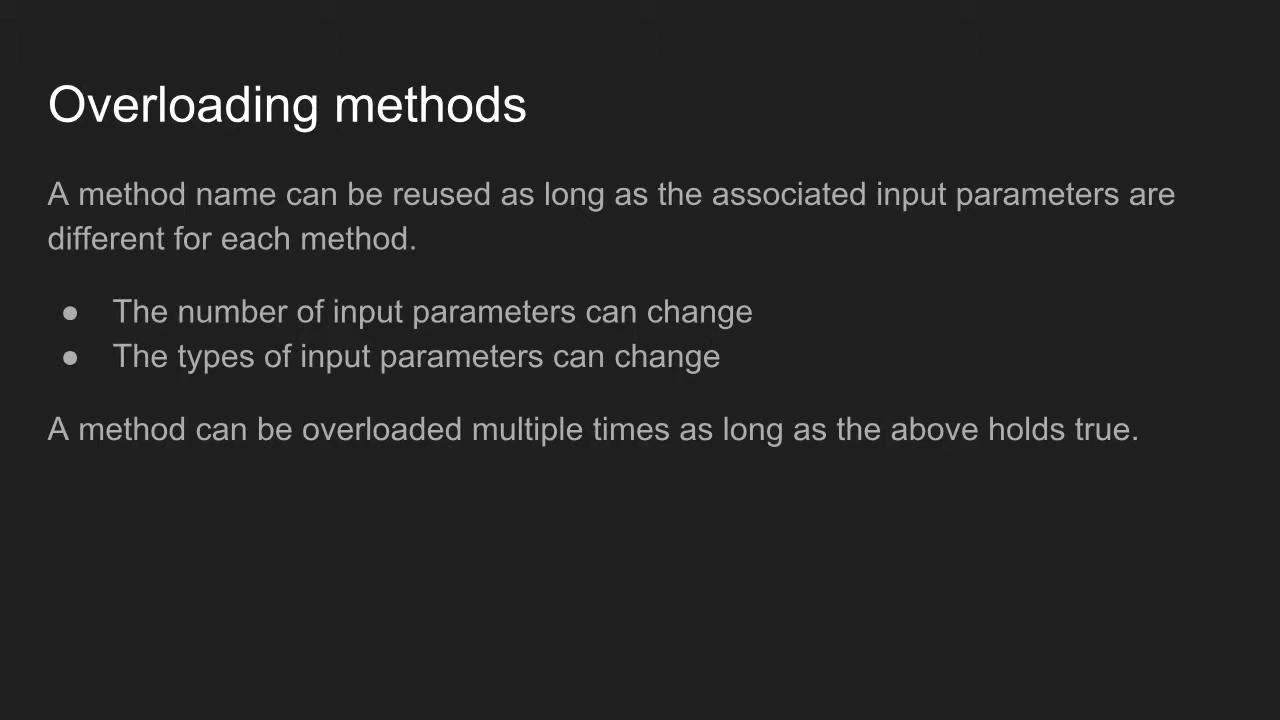 Overloading methods
A method name can be reused as long as the associated input parameters are
different for each method.
● The number of input parameters can change
● The types of input parameters can change
A method can be overloaded multiple times as long as the above holds true.